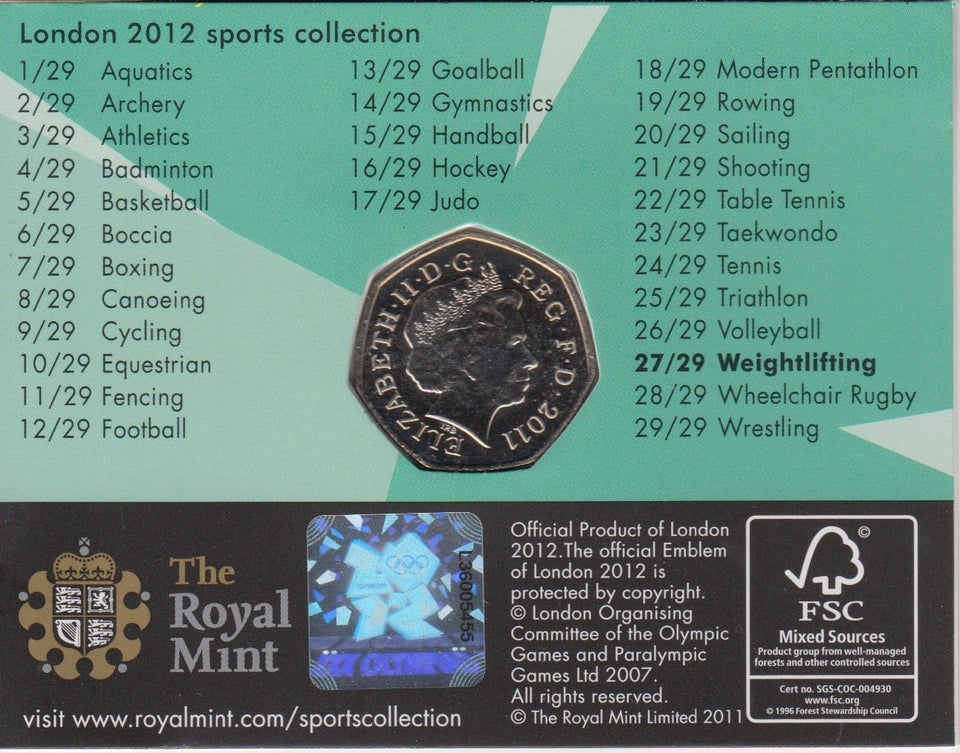 London 2012 sports collection
1/29 Aquatics
2/29 Archery
3/29 Athletics
4/29 Badminton
5/29 Basketball
6/29 Boccia
7/29 Boxing
8/29 Canoeing
9/29 Cycling
10/29 Equestrian
11/29 Fencing
12/29 Football
13/29 Goalball
14/29 Gymnastics
15/29 Handball
16/29 Hockey
17/29 Judo
18/29 Modern Pentathlon
19/29 Rowing
20/29 Sailing
21/29 Shooting
22/29 Table Tennis
23/29 Taekwondo
24/29 Tennis
25/29 Triathlon
26/29 Volleyball
27/29 Weightlifting
28/29 Wheelchair Rugby
29/29 Wrestling
ELIZABETH·II·D·G REG·F·D·2011
IRB
The
Royal
Mint
visit www.royalmint.com/sportscollection
london
L36005455
Official Product of London
2012.The official Emblem
of London 2012 is
protected by copyright.
© London Organising
Committee of the Olympic
Games and Paralympic
Games Ltd 2007.
All rights reserved.
© The Royal Mint Limited 2011
©
FSC
Mixed Sources
Product group from well-managed
forests and other controlled sources
Cert no. SGS-COC-004930
www.fsc.org
© 1996 Forest Stewardship Council